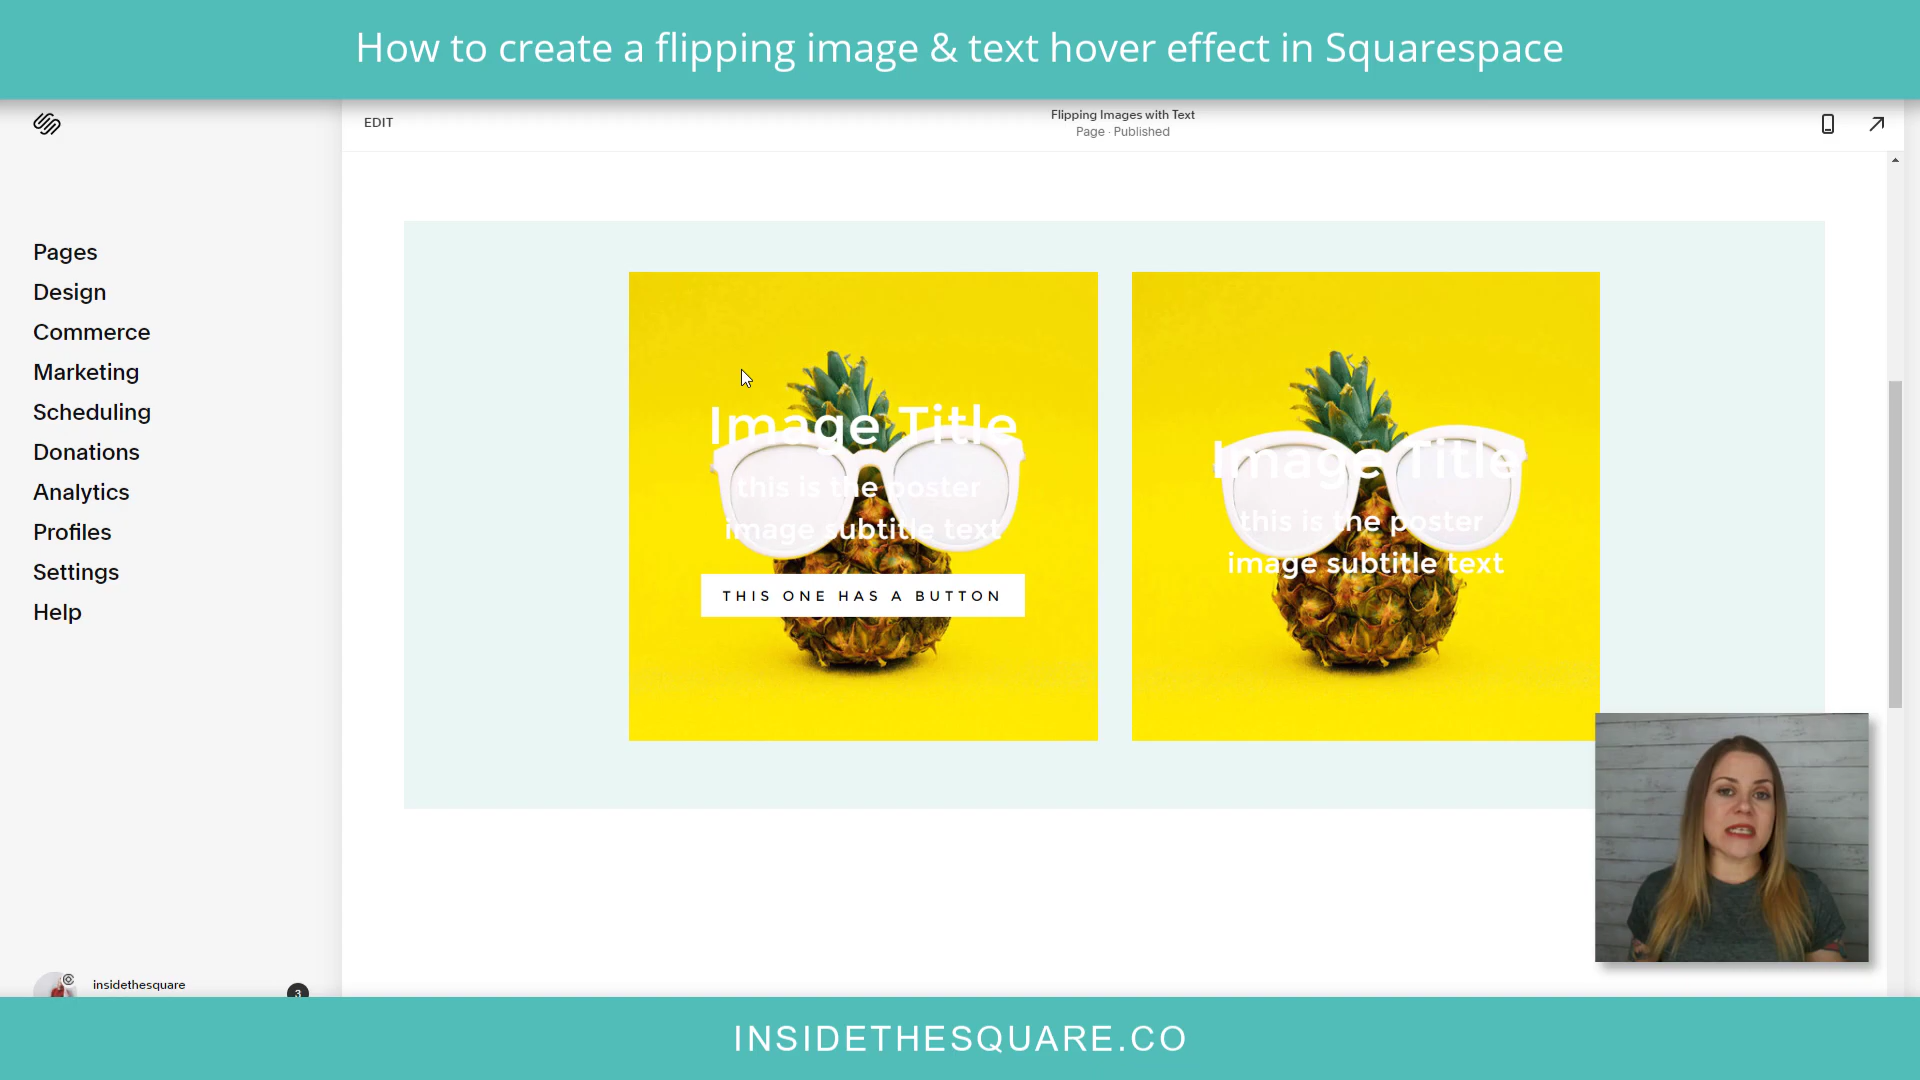 How to create a flipping image & text hover effect in Squarespace
EDIT
Flipping Images with Text
Page · Published
Pages
Design
Commerce
Marketing
Scheduling
Donations
Analytics
Profiles
Settings
Help
Image Title
this is the poster
image subtitle text
THIS ONE HAS A BUTTON
Image Title
this is the poster
image subtitle text
insidethesquare
3
INSIDETHESQUARE.CO